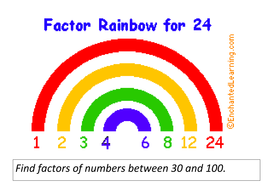 Factor Rainbow for 24
©EnchantedLearning.com
1 2 3 4 6 8 12 24
Find factors of numbers between 30 and 100.